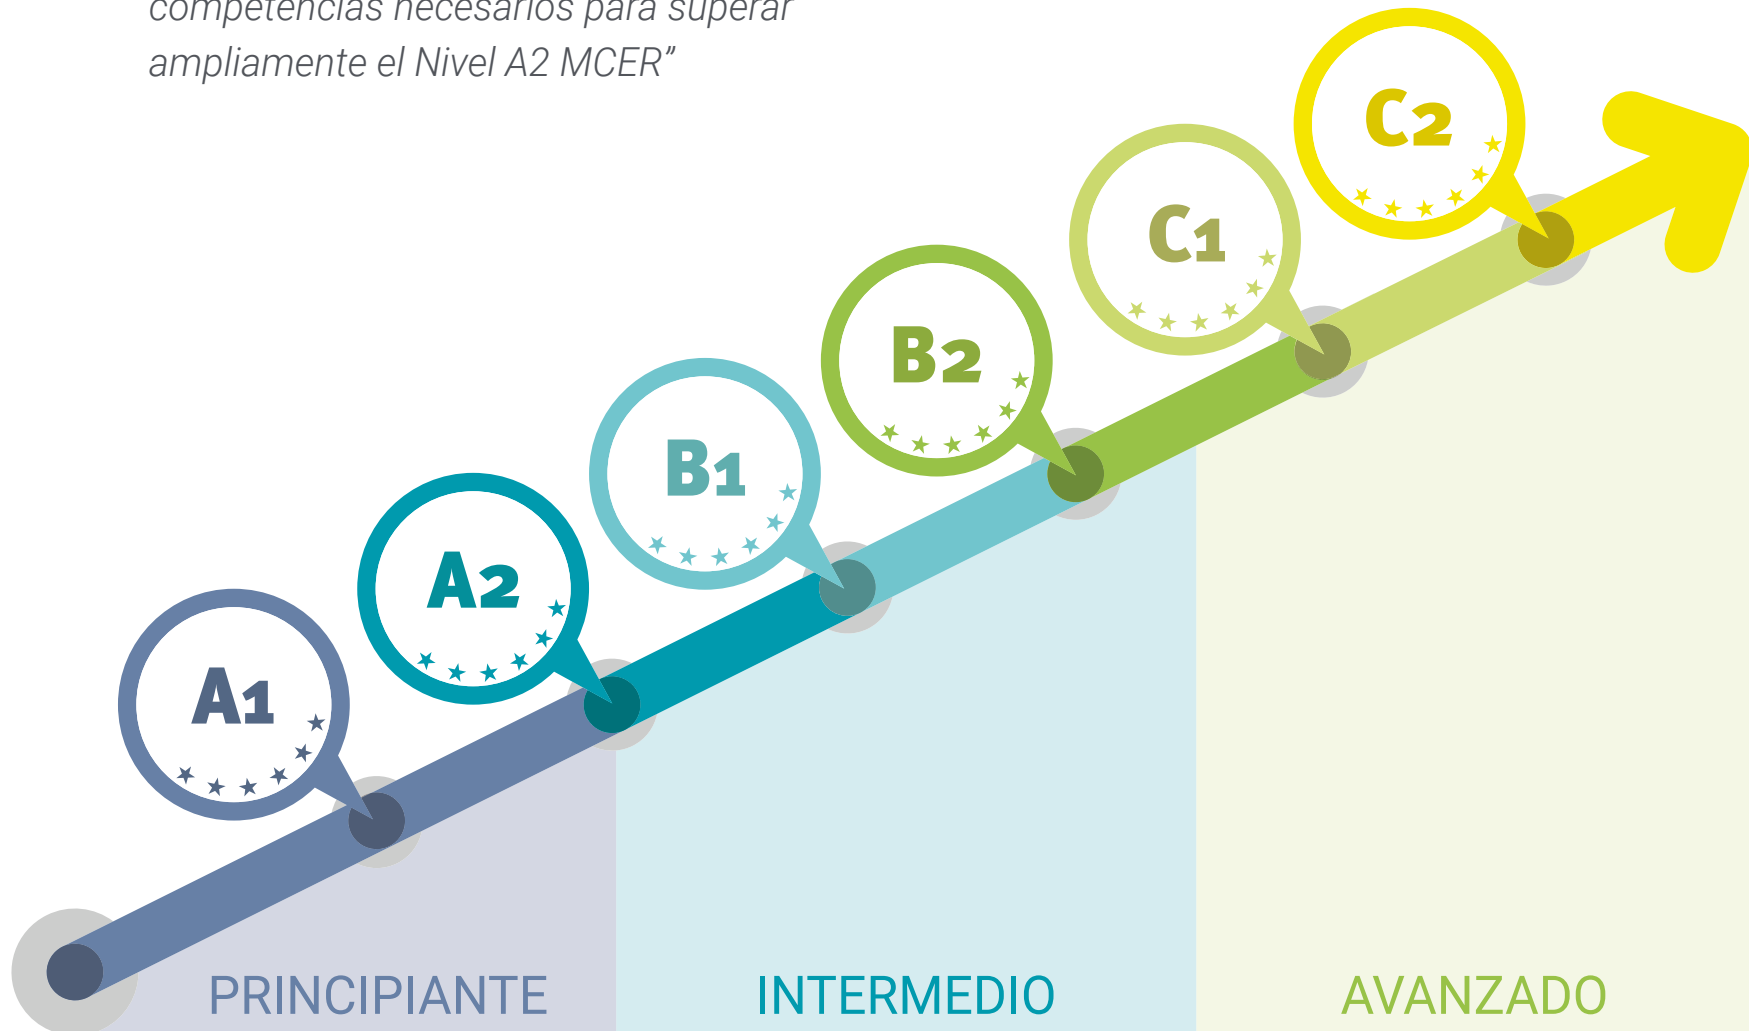 competencias necesarios para superar
ampliamente el Nivel A2 MCER”
C2
C1
B2
B1
A2
A1
PRINCIPIANTE
INTERMEDIO
AVANZADO